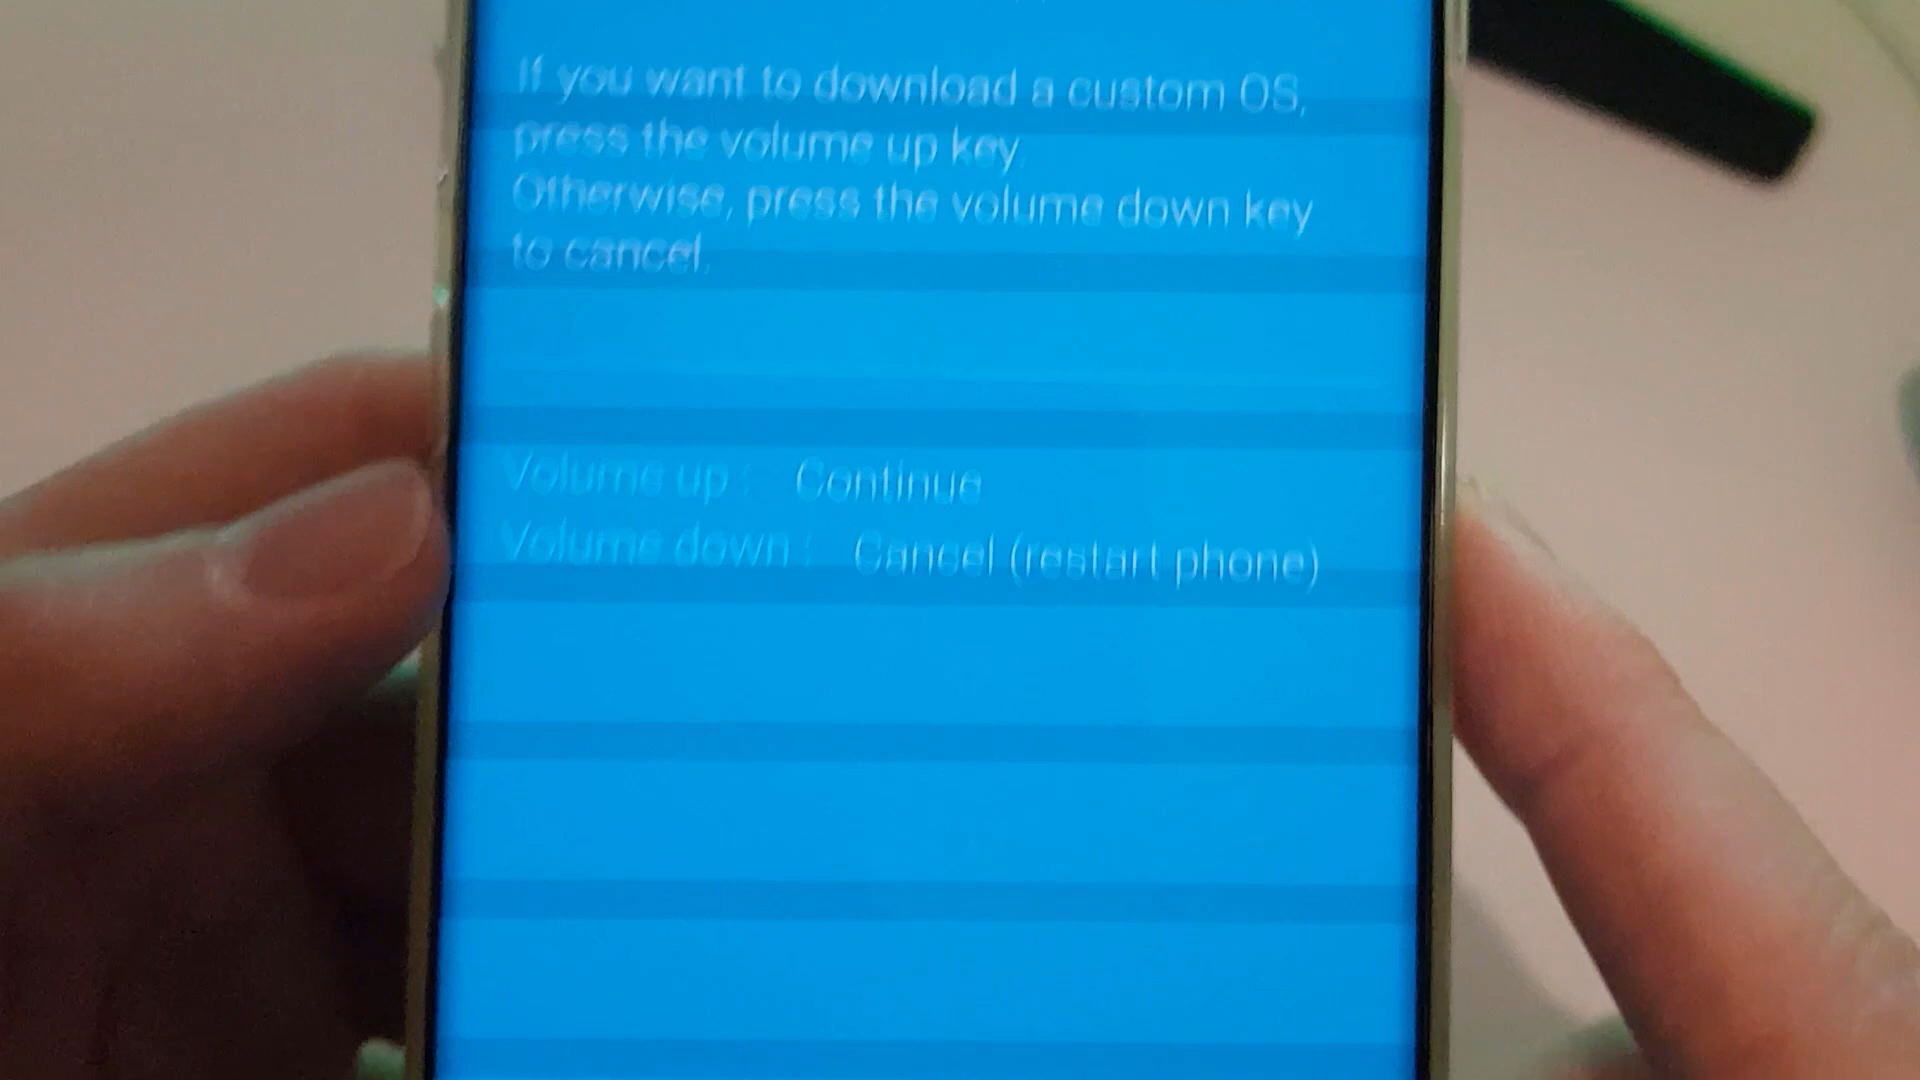 If you want to download a custom OS,
press the volume up key.
Otherwise, press the volume down key
to cancel.
Volume up : Continue
Volume down : Cancel (restart phone)